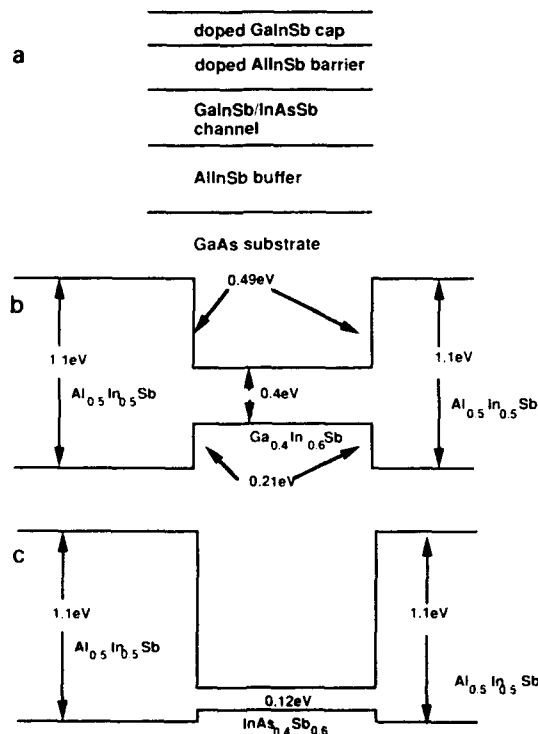 a
doped GaInSb cap
doped AlInSb barrier
GaInSb/InAsSb
channel
AlInSb buffer
GaAs substrate
b
0.49eV
1.1eV
1.1eV
Al0.5In0.5Sb
0.4eV
Al0.5In0.5Sb
Ga0.4In0.6Sb
0.21eV
c
1.1eV
1.1eV
Al0.5In0.5Sb
Al0.5In0.5Sb
0.12eV
InAs0.4Sb0.6